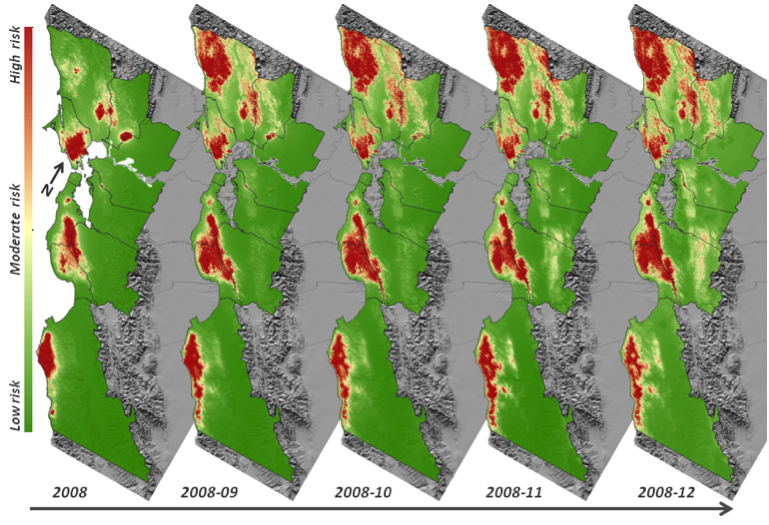 High risk
Moderate risk
Low risk
N
2008
2008-09
2008-10
2008-11
2008-12